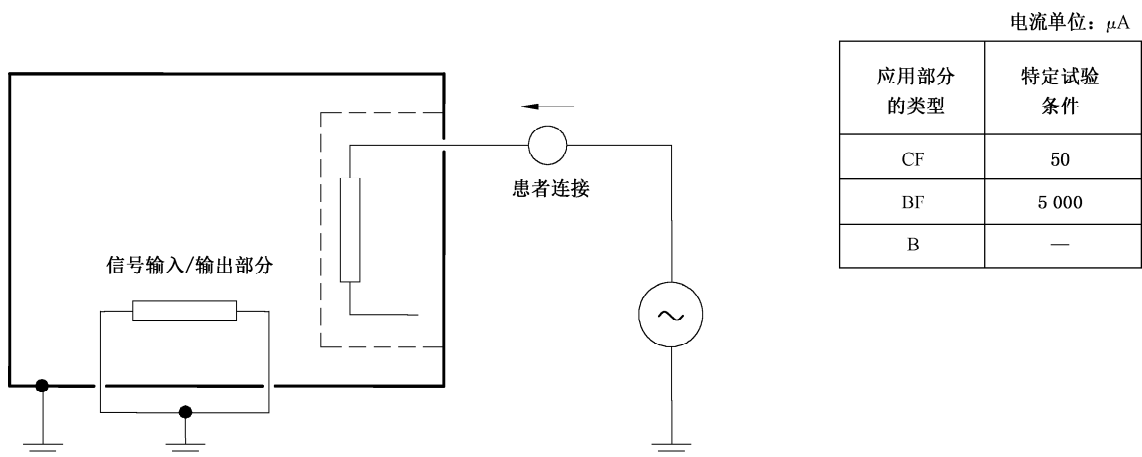 电流单位：μA
应用部分
的类型
特定试验
条件
CF
50
BF
5 000
B
—
患者连接
信号输入/输出部分